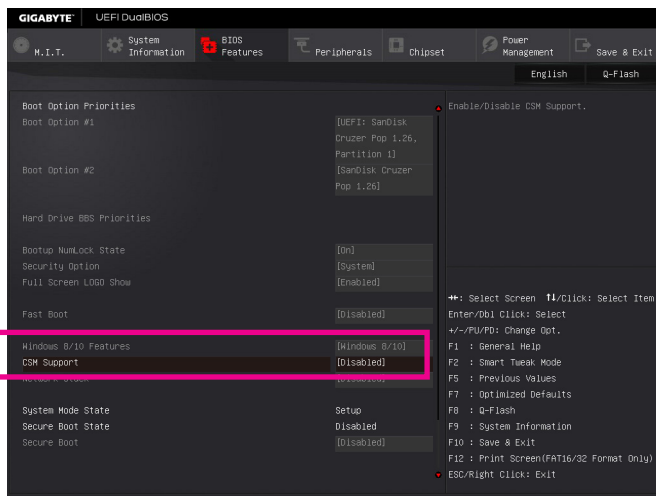 GIGABYTE™ UEFI DualBIOS
M.I.T.
System
Information
BIOS
Features
Peripherals
Chipset
Power
Management
Save & Exit
English Q-Flash
Boot Option Priorities
Boot Option #1 [UEFI: SanDisk
Cruzer Pop 1.26,
Partition 1]
Boot Option #2 [SanDisk Cruzer
Pop 1.26]
Hard Drive BBS Priorities
Bootup NumLock State [On]
Security Option [System]
Full Screen LOGO Show [Enabled]
Fast Boot [Disabled]
Windows 8/10 Features [Windows 8/10]
CSM Support [Disabled]
Network Stack [Disabled]
System Mode State Setup
Secure Boot State Disabled
Secure Boot [Disabled]
Enable/Disable CSM Support.
→←: Select Screen ↑↓/Click: Select Item
Enter/Dbl Click: Select
+/-/PU/PD: Change Opt.
F1 : General Help
F2 : Smart Tweak Mode
F5 : Previous Values
F7 : Optimized Defaults
F8 : Q-Flash
F9 : System Information
F10 : Save & Exit
F12 : Print Screen(FAT16/32 Format Only)
ESC/Right Click: Exit